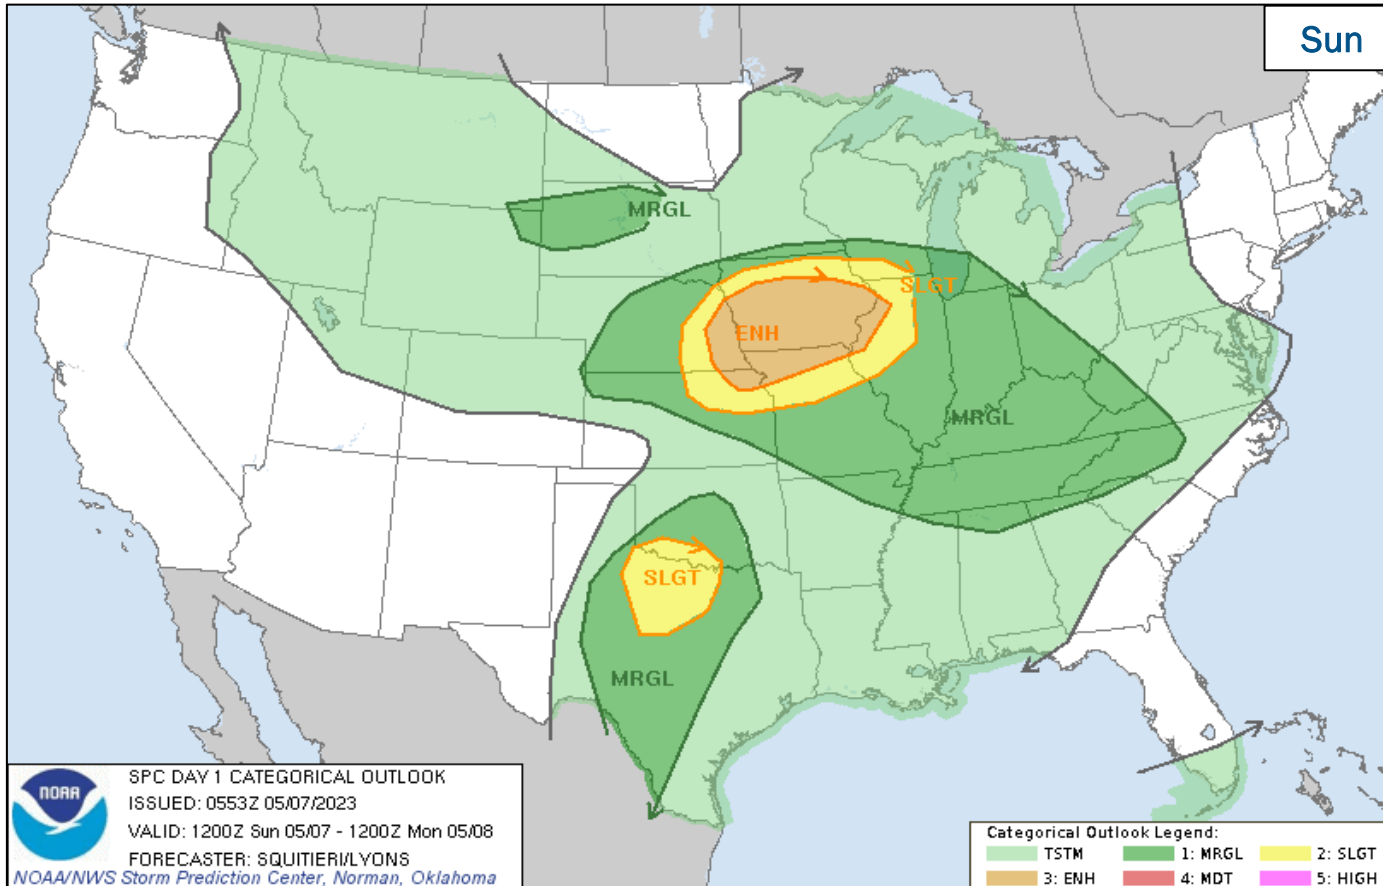 Sun
MRGL
SLGT
ENH
MRGL
SLGT
MRGL
NOAA
SPC DAY 1 CATEGORICAL OUTLOOK
ISSUED: 0553Z 05/07/2023
VALID: 1200Z Sun 05/07 - 1200Z Mon 05/08
FORECASTER: SQUITIERI/LYONS
NOAA/NWS Storm Prediction Center, Norman, Oklahoma
Categorical Outlook Legend:
TSTM 1: MRGL 2: SLGT
3: ENH 4: MDT 5: HIGH